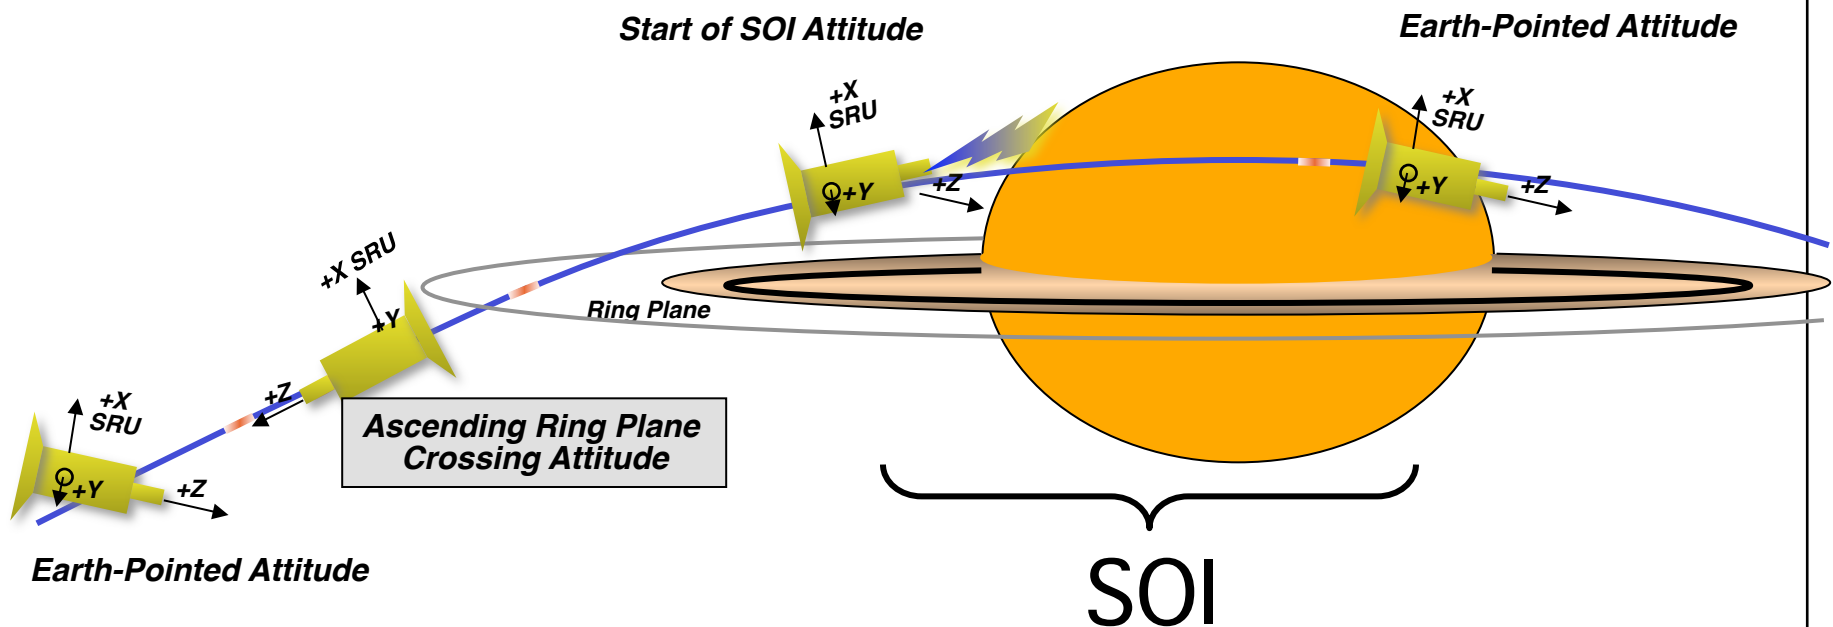 Start of SOI Attitude
Earth-Pointed Attitude
+X
SRU
+Y
+Z
+X
SRU
+Y
+Z
+X SRU
+Y
+Z
Ring Plane
Ascending Ring Plane
Crossing Attitude
+X
SRU
+Y
+Z
Earth-Pointed Attitude
SOI